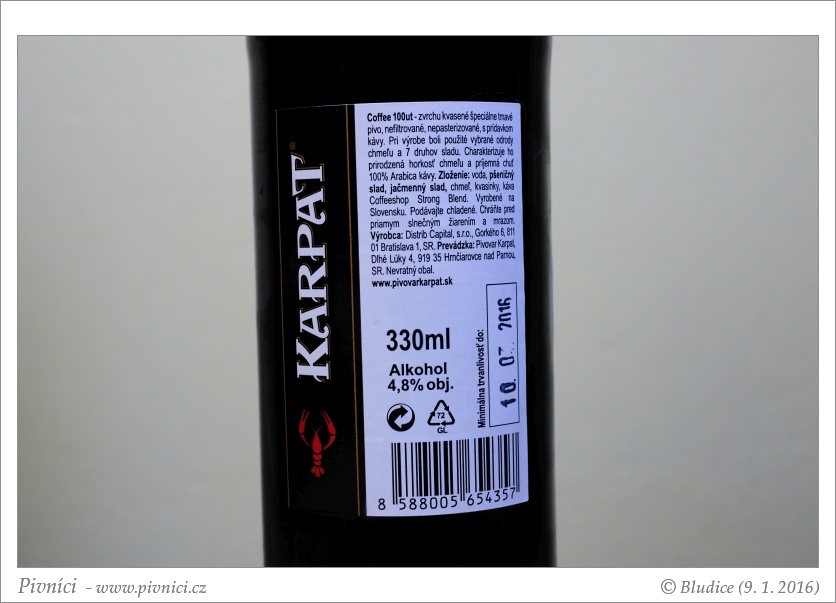 KARPAT®
Coffee 100ut - zvrchu kvasené špeciálne tmavé
pivo, nefiltrované, nepasterizované, s prídavkom
kávy. Pri výrobe boli použité vybrané odrody
chmeľu a 7 druhov sladu. Charakterizuje ho
prirodzená horkosť chmeľu a príjemná chuť
100% Arabica kávy. Zloženie: voda, pšeničný
slad, jačmenný slad, chmeľ, kvasinky, káva
Coffeeshop Strong Blend. Vyrobené na
Slovensku. Podávajte chladené. Chráňte pred
priamym slnečným žiarením a mrazom.
Výrobca: Distrib Capital, s.r.o., Gorkého 6, 811
01 Bratislava 1, SR. Prevádzka: Pivovar Karpat,
Dlhé Lúky 4, 919 35 Hrnčiarovce nad Parnou,
SR. Nevratný obal.
www.pivovarkarpat.sk
330ml
Alkohol
4,8% obj.
Minimálna trvanlivosť do:
10. 2016
72
GL
8 588005 654357
Pivníci - www.pivnici.cz
© Bludice (9. 1. 2016)